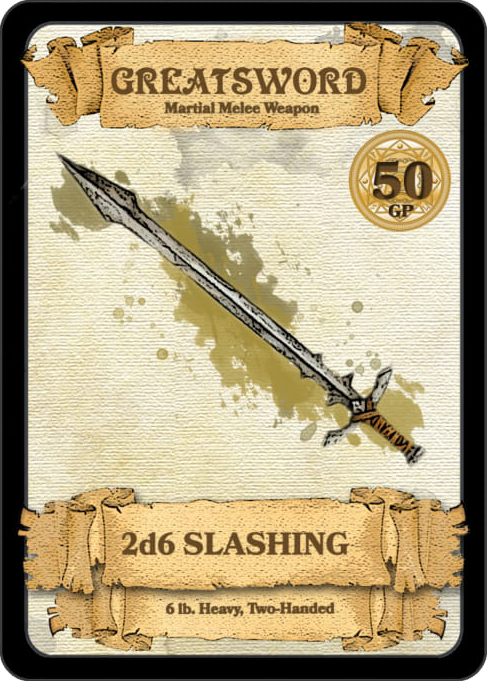 GREATSWORD
Martial Melee Weapon
50
GP
2d6 SLASHING
6 lb. Heavy, Two-Handed